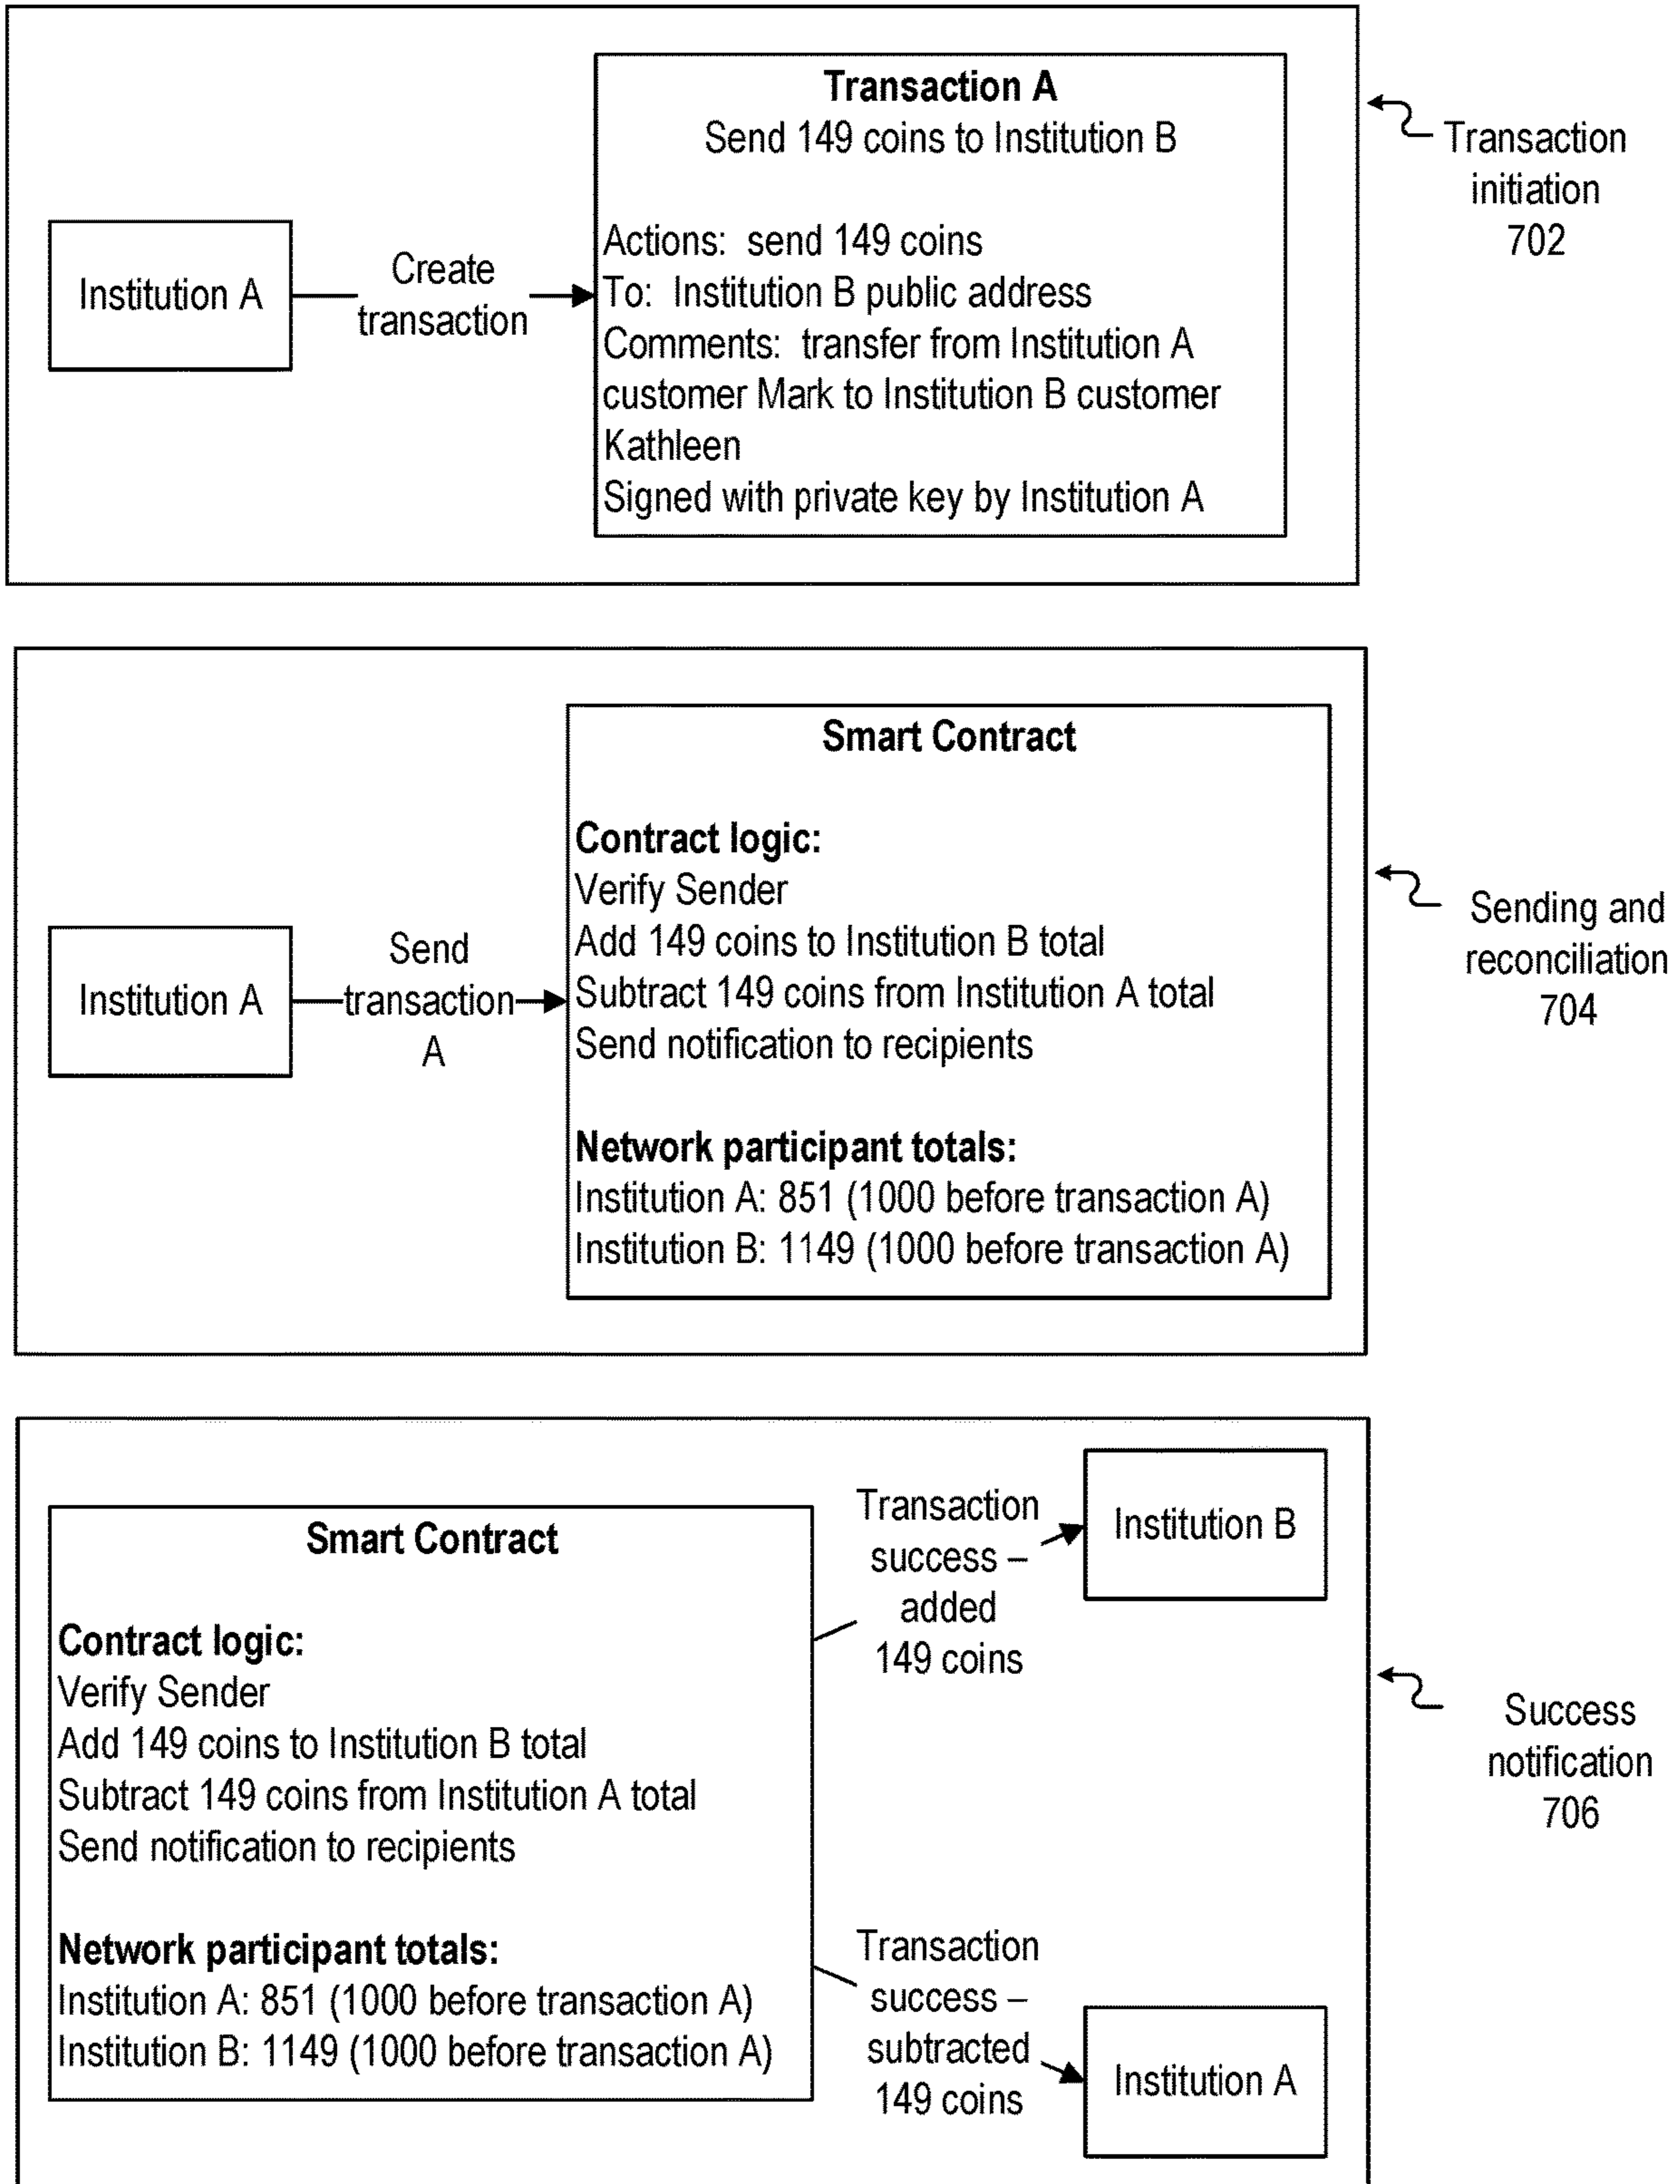 Transaction A
Send 149 coins to Institution B
Actions: send 149 coins
To: Institution B public address
Comments: transfer from Institution A
customer Mark to Institution B customer
Kathleen
Signed with private key by Institution A
Institution A
Create
transaction
Transaction
initiation
702
Smart Contract
Contract logic:
Verify Sender
Add 149 coins to Institution B total
Subtract 149 coins from Institution A total
Send notification to recipients
Network participant totals:
Institution A: 851 (1000 before transaction A)
Institution B: 1149 (1000 before transaction A)
Institution A
Send
transaction
A
Sending and
reconciliation
704
Smart Contract
Contract logic:
Verify Sender
Add 149 coins to Institution B total
Subtract 149 coins from Institution A total
Send notification to recipients
Network participant totals:
Institution A: 851 (1000 before transaction A)
Institution B: 1149 (1000 before transaction A)
Transaction
success –
added
149 coins
Institution B
Transaction
success –
subtracted
149 coins
Institution A
Success
notification
706